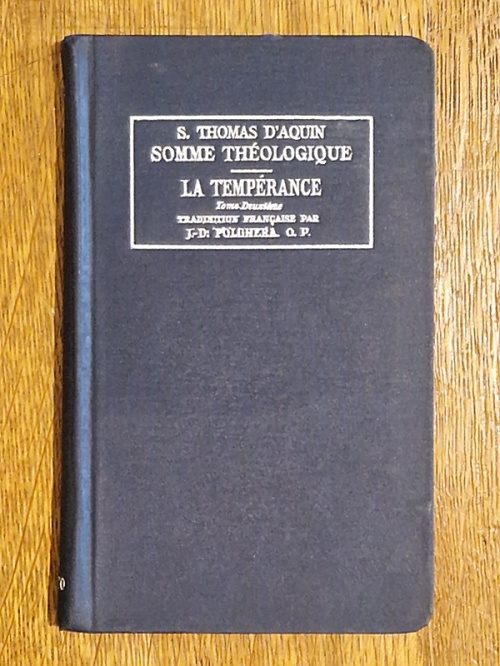 S. THOMAS D'AQUIN
SOMME THÉOLOGIQUE
LA TEMPÉRANCE
Tome Deuxième
TRADUCTION FRANÇAISE PAR
J.-D. FOLGHERA. O. P.